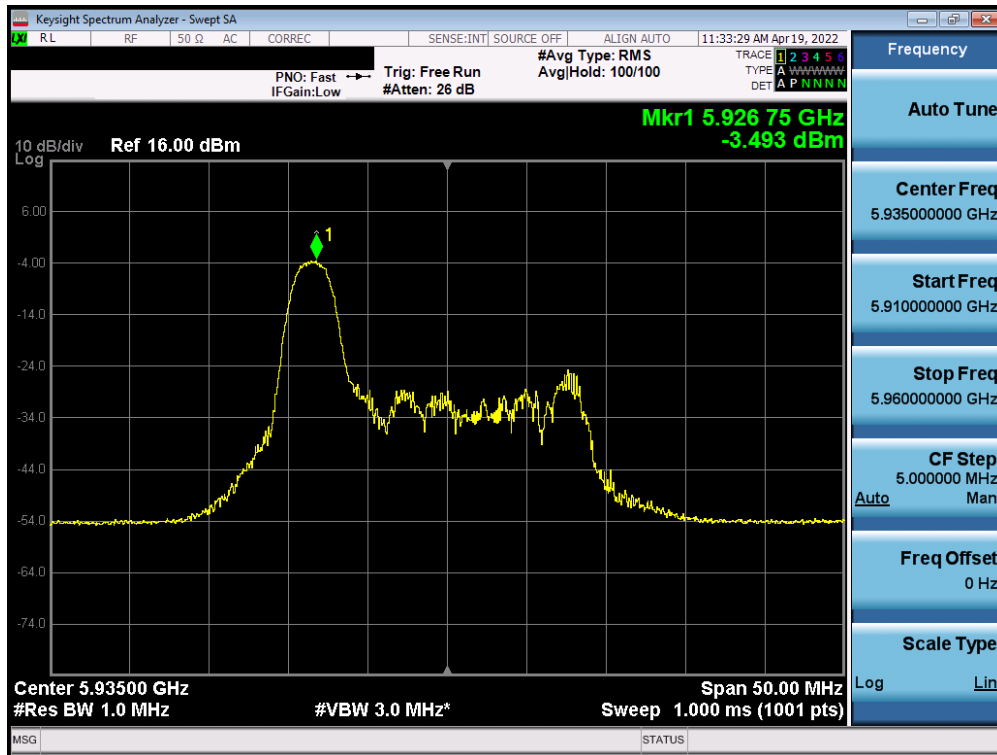 Keysight Spectrum Analyzer - Swept SA
LXI RL RF 50 Ω AC CORREC SENSE:INT SOURCE OFF ALIGN AUTO 11:33:29 AM Apr 19, 2022
PNO: Fast
IFGain:Low
Trig: Free Run
#Atten: 26 dB
#Avg Type: RMS
Avg|Hold: 100/100
TRACE 1 2 3 4 5 6
TYPE A WWWWWW
DET A P N N N N
Mkr1 5.926 75 GHz
-3.493 dBm
10 dB/div Ref 16.00 dBm
Log
1
6.00
-4.00
-14.0
-24.0
-34.0
-44.0
-54.0
-64.0
-74.0
Center 5.93500 GHz Span 50.00 MHz
#Res BW 1.0 MHz #VBW 3.0 MHz* Sweep 1.000 ms (1001 pts)
MSG STATUS
Frequency
Auto Tune
Center Freq
5.935000000 GHz
Start Freq
5.910000000 GHz
Stop Freq
5.960000000 GHz
CF Step
5.000000 MHz
Auto Man
Freq Offset
0 Hz
Scale Type
Log Lin